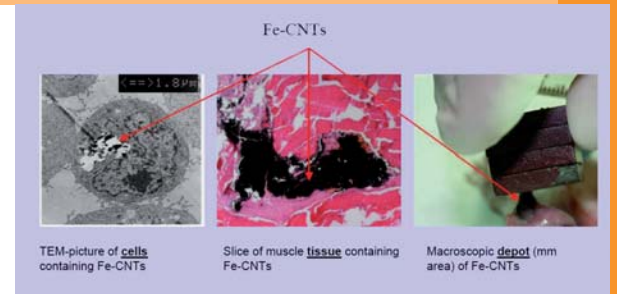 Fe-CNTs
<==>1.8µm
TEM-picture of cells
containing Fe-CNTs
Slice of muscle tissue containing
Fe-CNTs
Macroscopic depot (mm
area) of Fe-CNTs